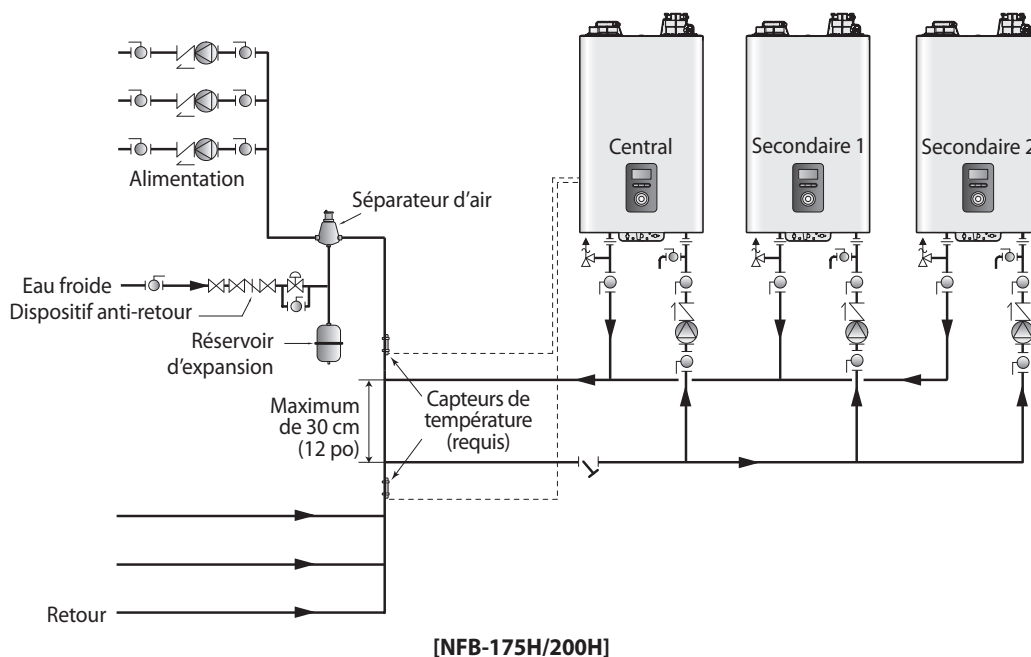 Central
Secondaire 1
Secondaire 2
Alimentation
Séparateur d'air
Eau froide
Dispositif anti-retour
Réservoir
d'expansion
Maximum
de 30 cm
(12 po)
Capteurs de
température
(requis)
Retour
[NFB-175H/200H]